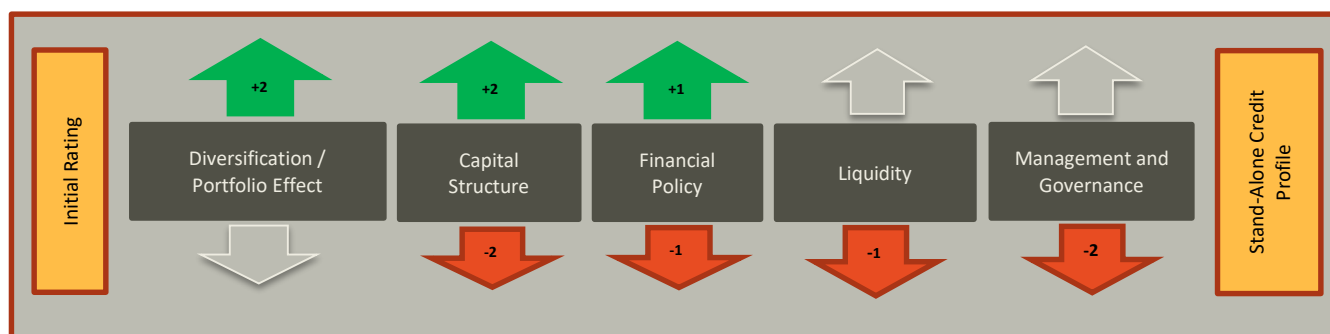 Initial Rating
+2
Diversification /
Portfolio Effect
+2
Capital
Structure
-2
+1
Financial
Policy
-1
Liquidity
-1
Management and
Governance
-2
Stand-Alone Credit
Profile